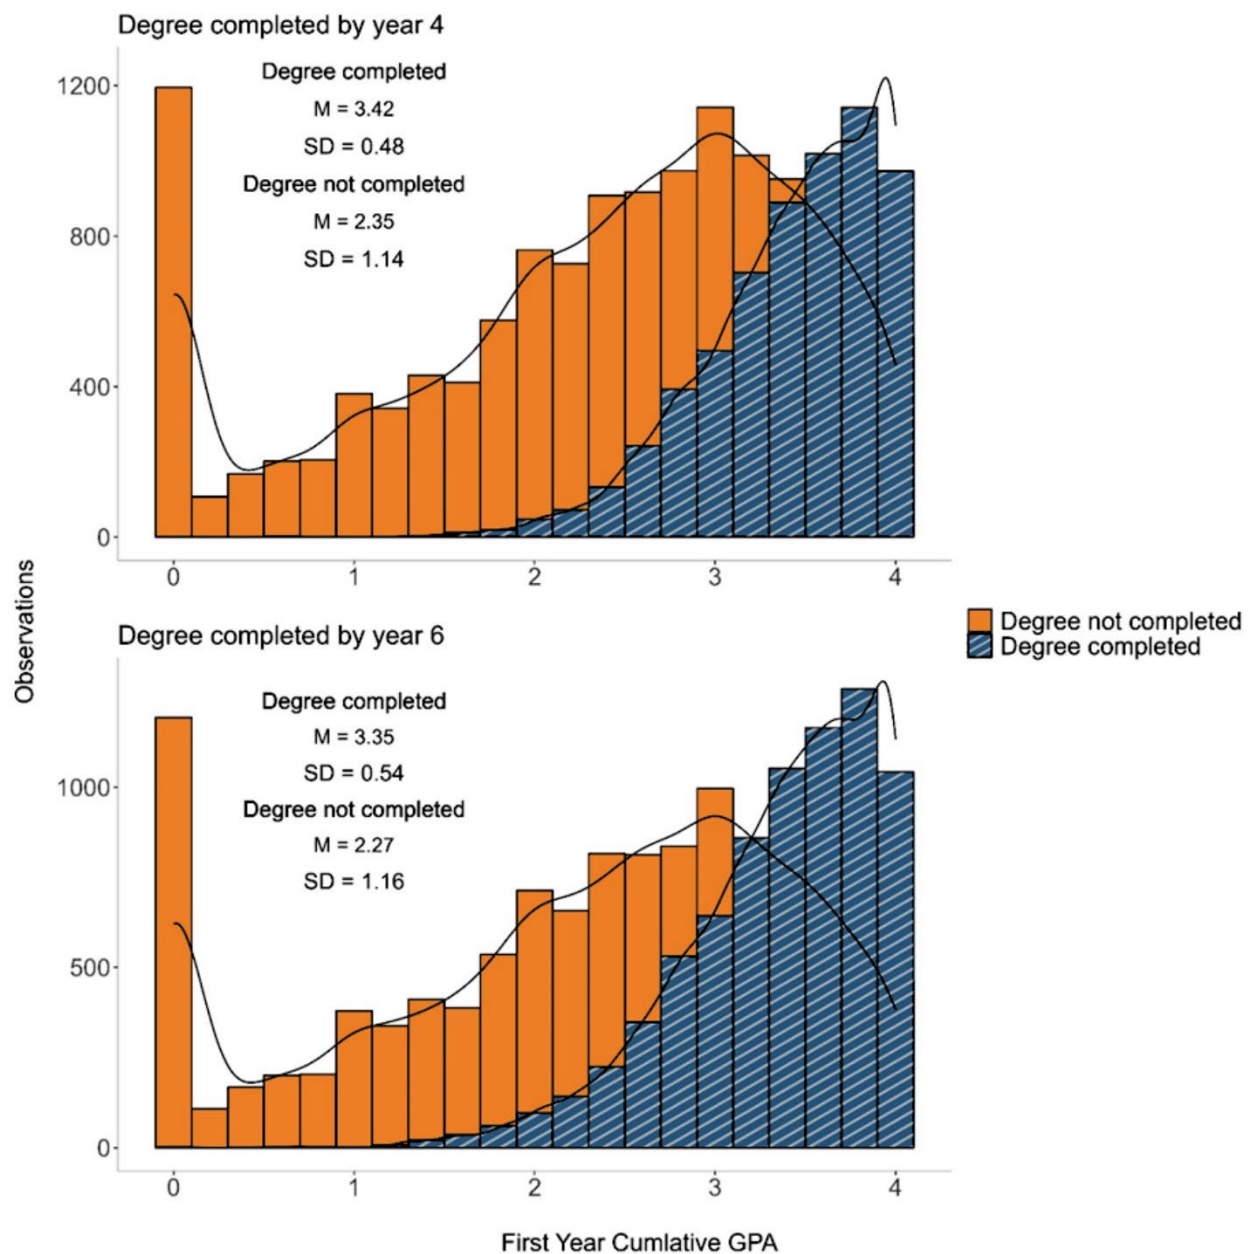 Degree completed by year 4
Degree completed
M = 3.42
SD = 0.48
Degree not completed
M = 2.35
SD = 1.14
1200
800
400
0
0 1 2 3 4
Observations
Degree not completed
Degree completed
Degree completed by year 6
Degree completed
M = 3.35
SD = 0.54
Degree not completed
M = 2.27
SD = 1.16
1000
500
0
0 1 2 3 4
First Year Cumlative GPA